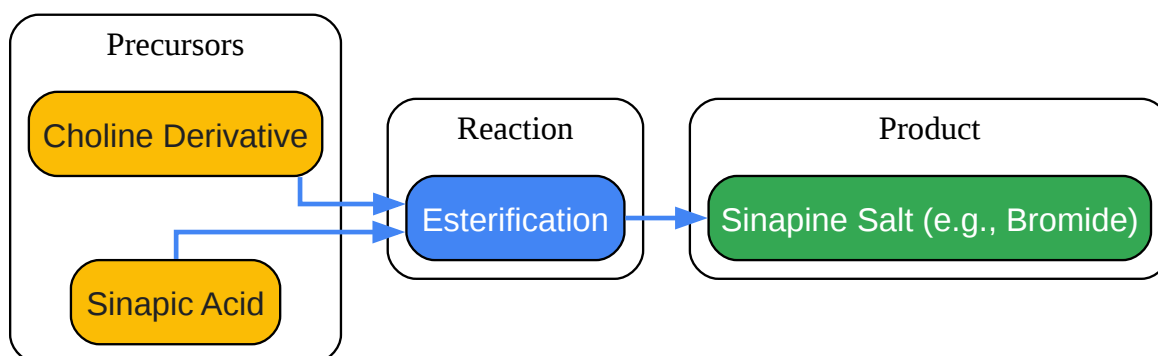 Precursors
Choline Derivative
Sinapic Acid
Reaction
Esterification
Product
Sinapine Salt (e.g., Bromide)